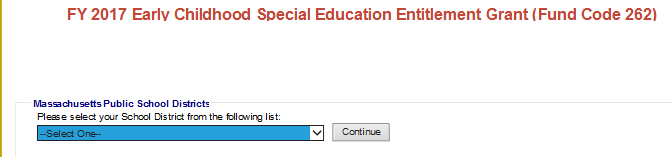 FY 2017 Early Childhood Special Education Entitlement Grant (Fund Code 262)
Massachusetts Public School Districts
Please select your School District from the following list:
--Select One--
Continue